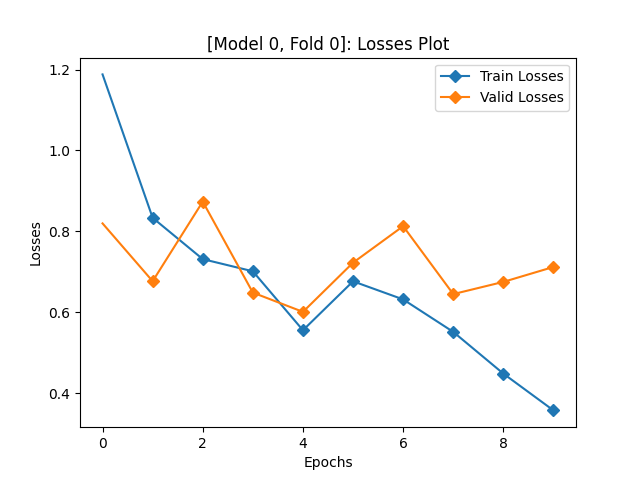 [Model 0, Fold 0]: Losses Plot
Train Losses
Valid Losses
1.2
1.0
0.8
0.6
0.4
Losses
0 2 4 6 8
Epochs